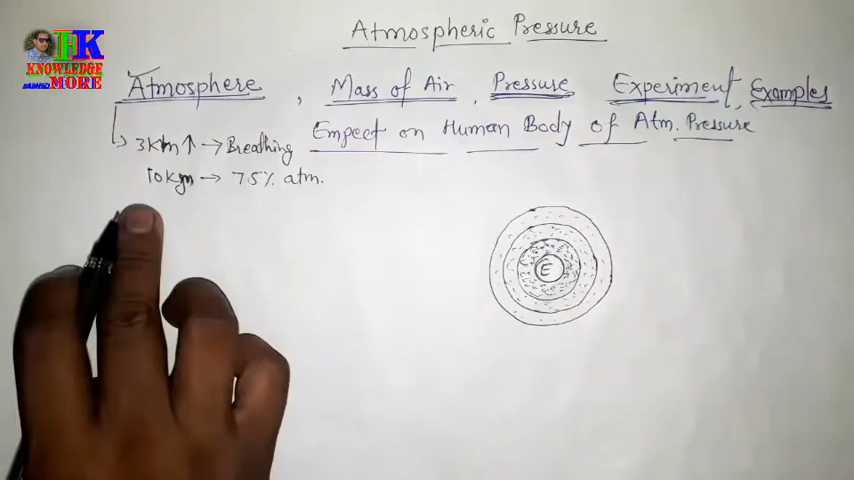 Atmospheric Pressure
HK
KNOWLEDGE
MORE
Atmosphere, Mass of Air, Pressure Experiment, Examples
Empect on Human Body of Atm. Pressure
3Km ↑ → Breathing
10Km → 75% atm.
E